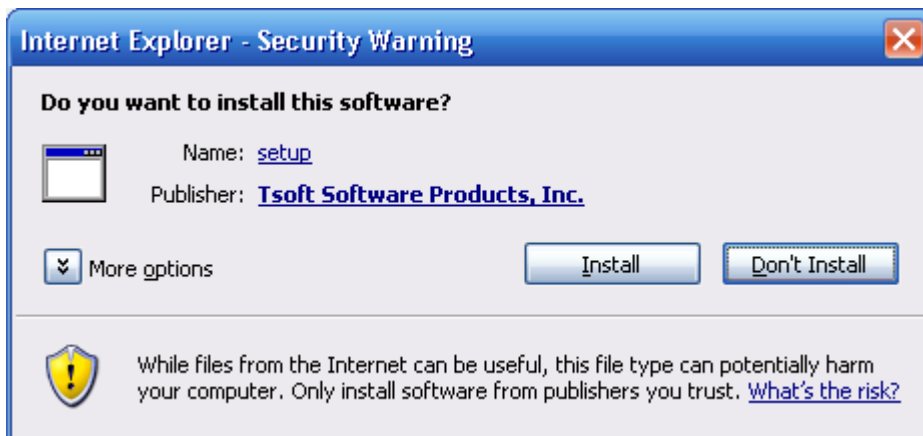 Internet Explorer - Security Warning
Do you want to install this software?
Name: setup
Publisher: Tsoft Software Products, Inc.
More options
Install
Don't Install
While files from the Internet can be useful, this file type can potentially harm
your computer. Only install software from publishers you trust. What's the risk?